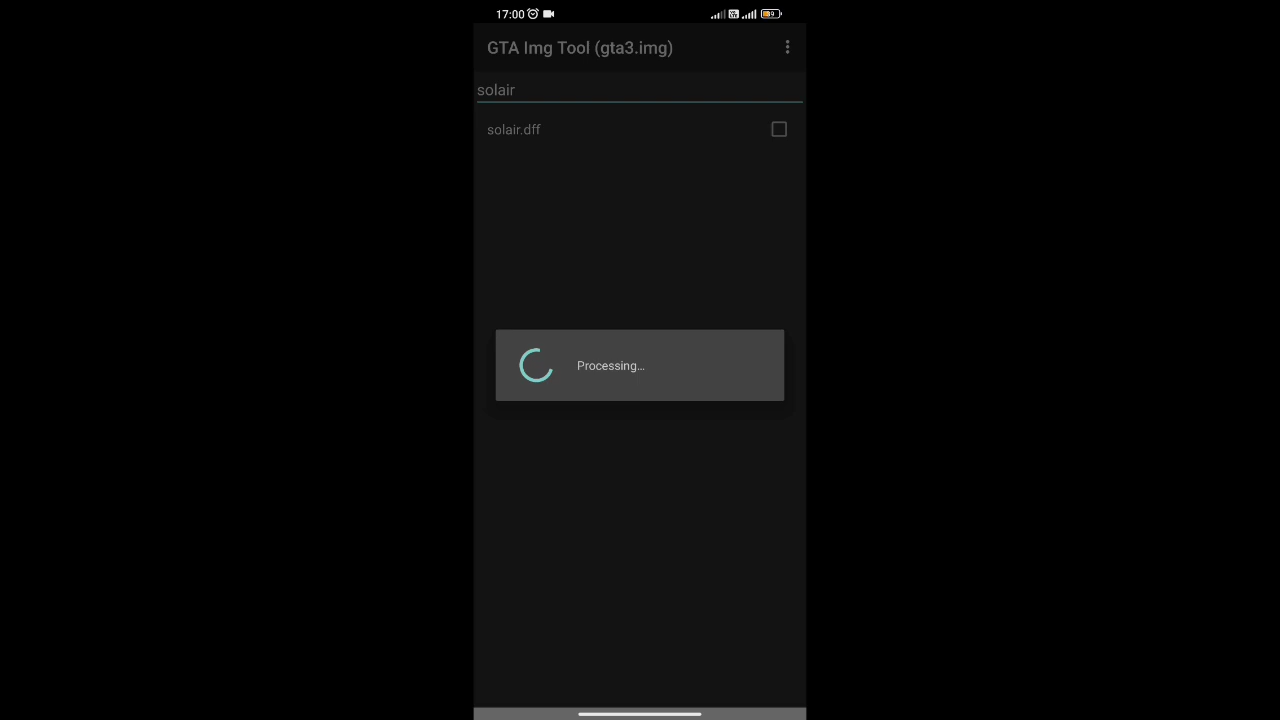 17:00
GTA Img Tool (gta3.img)
solair
solair.dff
Processing...